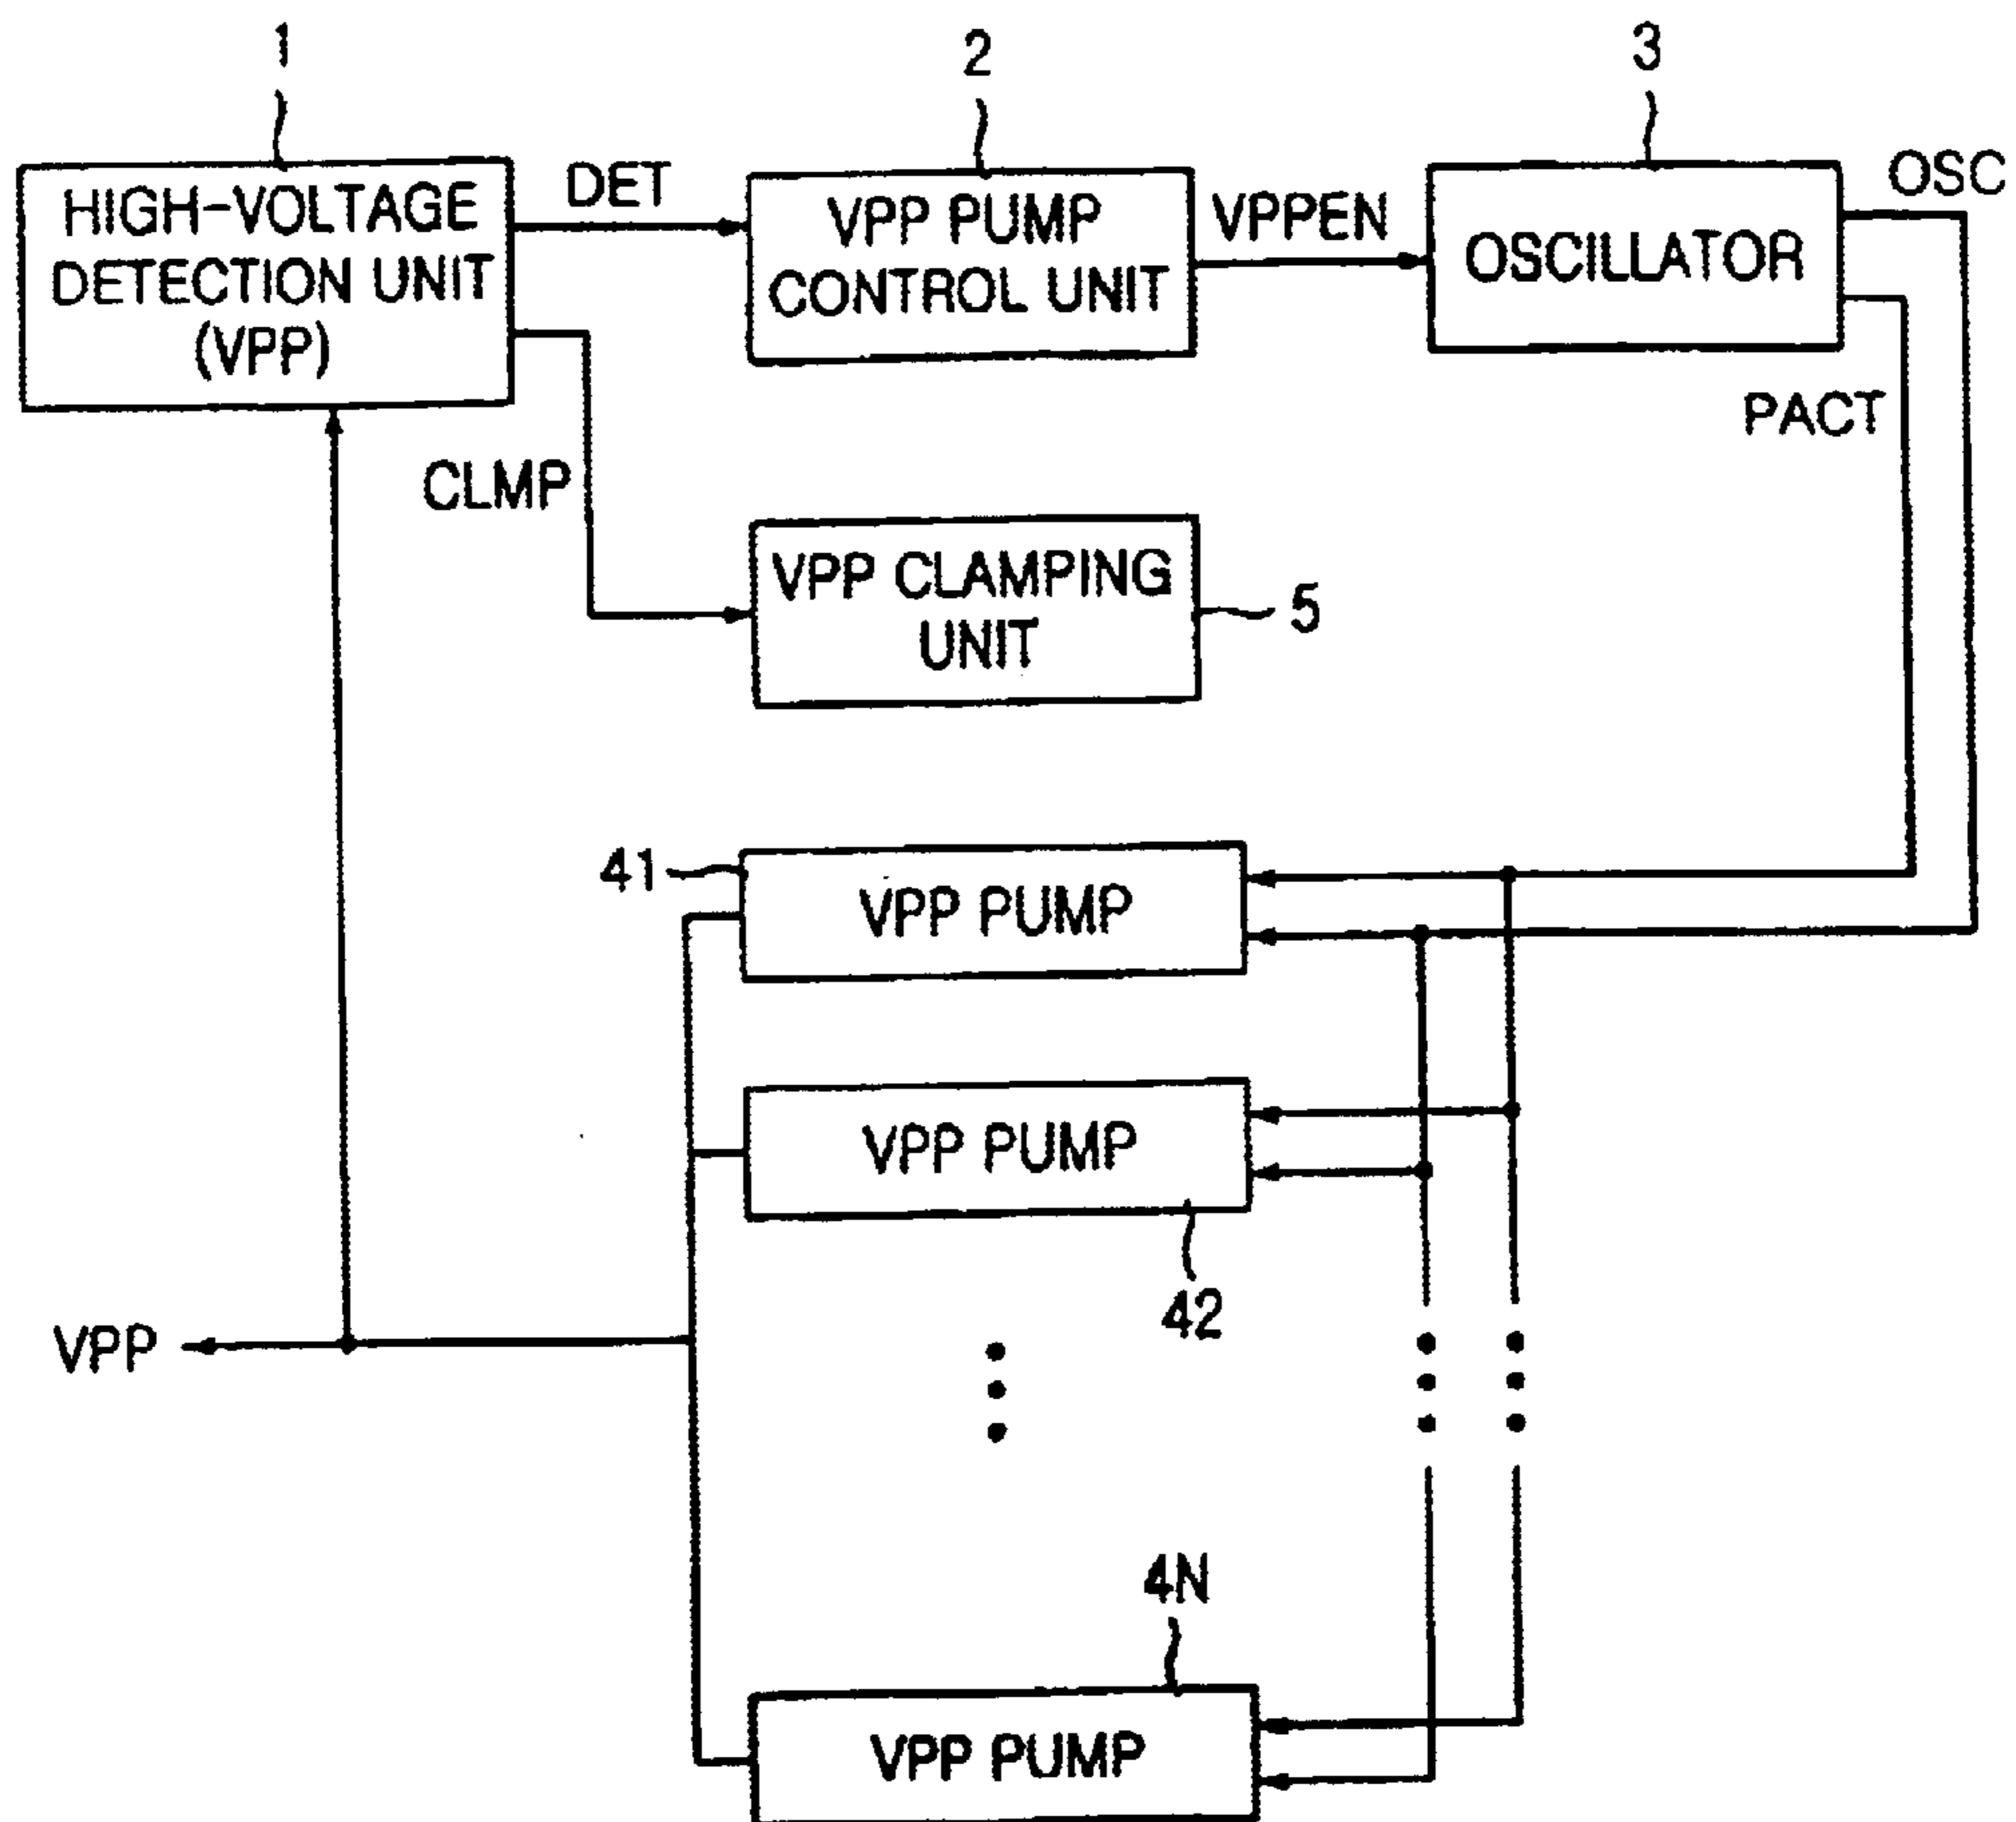 1
2
3
HIGH-VOLTAGE
DETECTION UNIT
(VPP)
DET
VPP PUMP
CONTROL UNIT
VPPEN
OSCILLATOR
OSC
PACT
CLMP
VPP CLAMPING
UNIT
5
41
VPP PUMP
VPP PUMP
42
VPP
4N
VPP PUMP